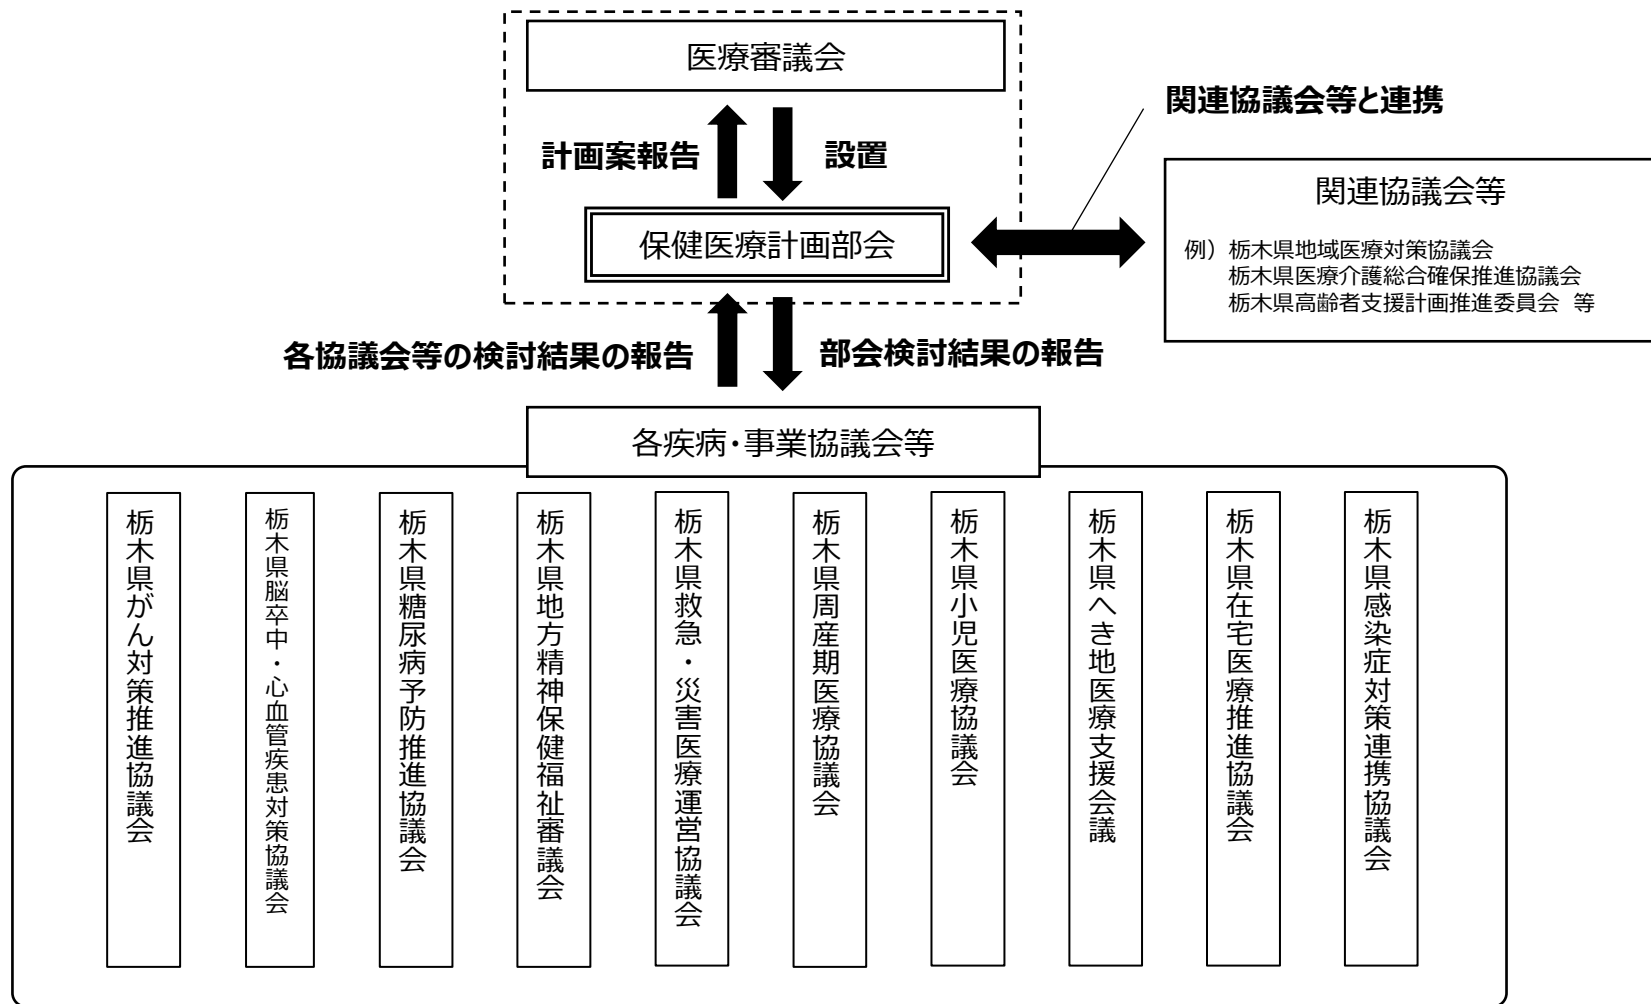 医療審議会
計画案報告
設置
関連協議会等と連携
保健医療計画部会
関連協議会等
例）栃木県地域医療対策協議会
栃木県医療介護総合確保推進協議会
栃木県高齢者支援計画推進委員会 等
各協議会等の検討結果の報告
部会検討結果の報告
各疾病・事業協議会等
栃木県がん対策推進協議会
栃木県脳卒中・心血管疾患対策協議会
栃木県糖尿病予防推進協議会
栃木県地方精神保健福祉審議会
栃木県救急・災害医療運営協議会
栃木県周産期医療協議会
栃木県小児医療協議会
栃木県へき地医療支援会議
栃木県在宅医療推進協議会
栃木県感染症対策連携協議会